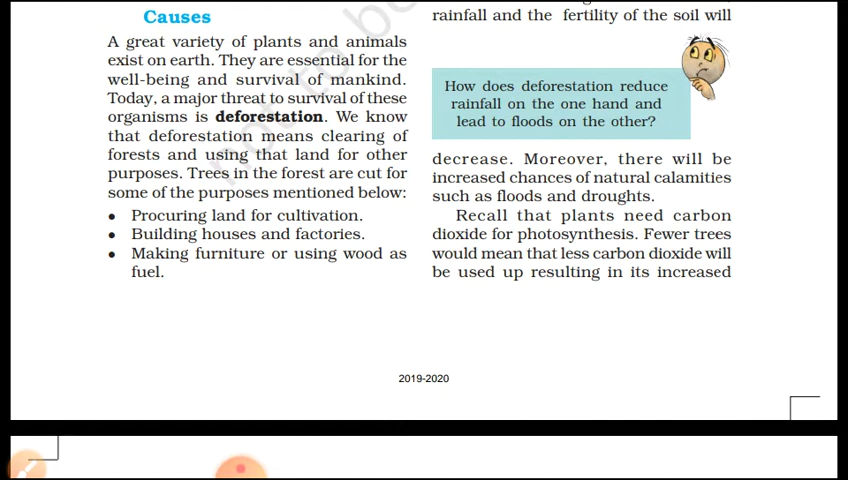 Causes
A great variety of plants and animals
exist on earth. They are essential for the
well-being and survival of mankind.
Today, a major threat to survival of these
organisms is deforestation. We know
that deforestation means clearing of
forests and using that land for other
purposes. Trees in the forest are cut for
some of the purposes mentioned below:
• Procuring land for cultivation.
• Building houses and factories.
• Making furniture or using wood as
fuel.
rainfall and the fertility of the soil will
How does deforestation reduce
rainfall on the one hand and
lead to floods on the other?
decrease. Moreover, there will be
increased chances of natural calamities
such as floods and droughts.
Recall that plants need carbon
dioxide for photosynthesis. Fewer trees
would mean that less carbon dioxide will
be used up resulting in its increased
2019-2020
not to be